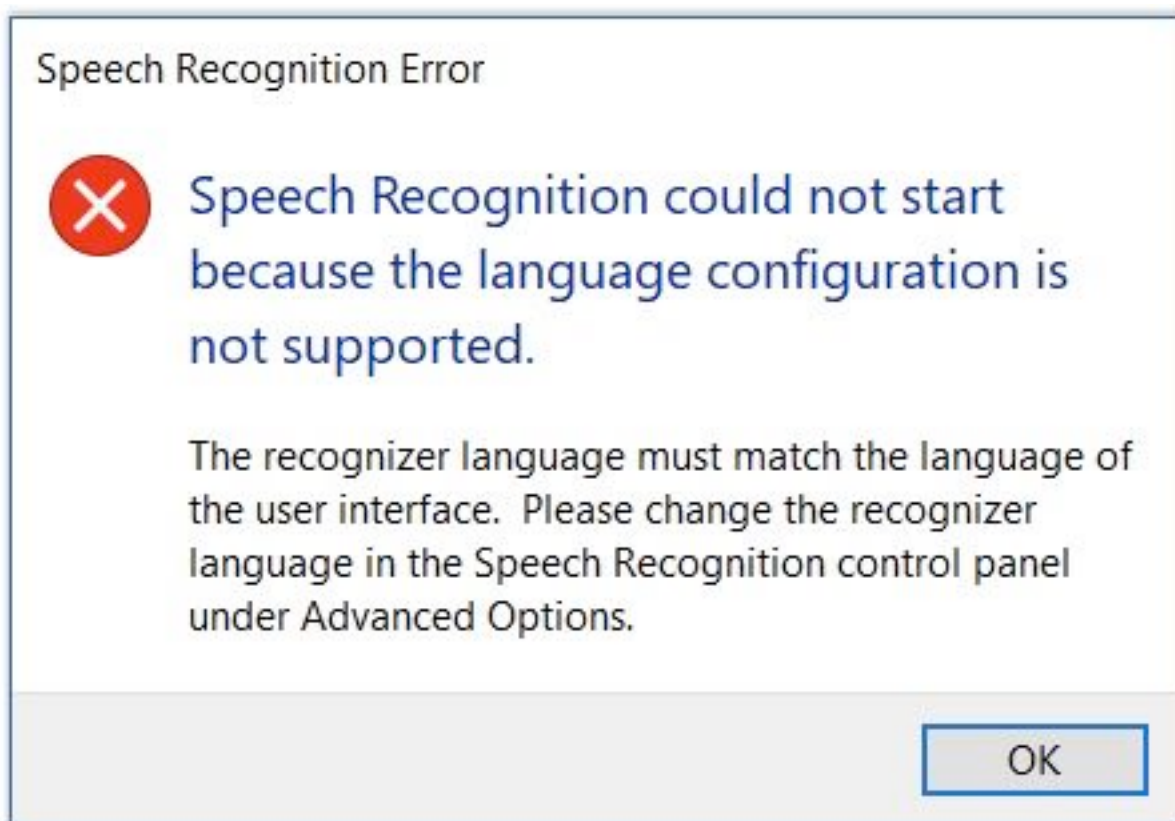 Speech Recognition Error
Speech Recognition could not start
because the language configuration is
not supported.
The recognizer language must match the language of
the user interface.  Please change the recognizer
language in the Speech Recognition control panel
under Advanced Options.
OK